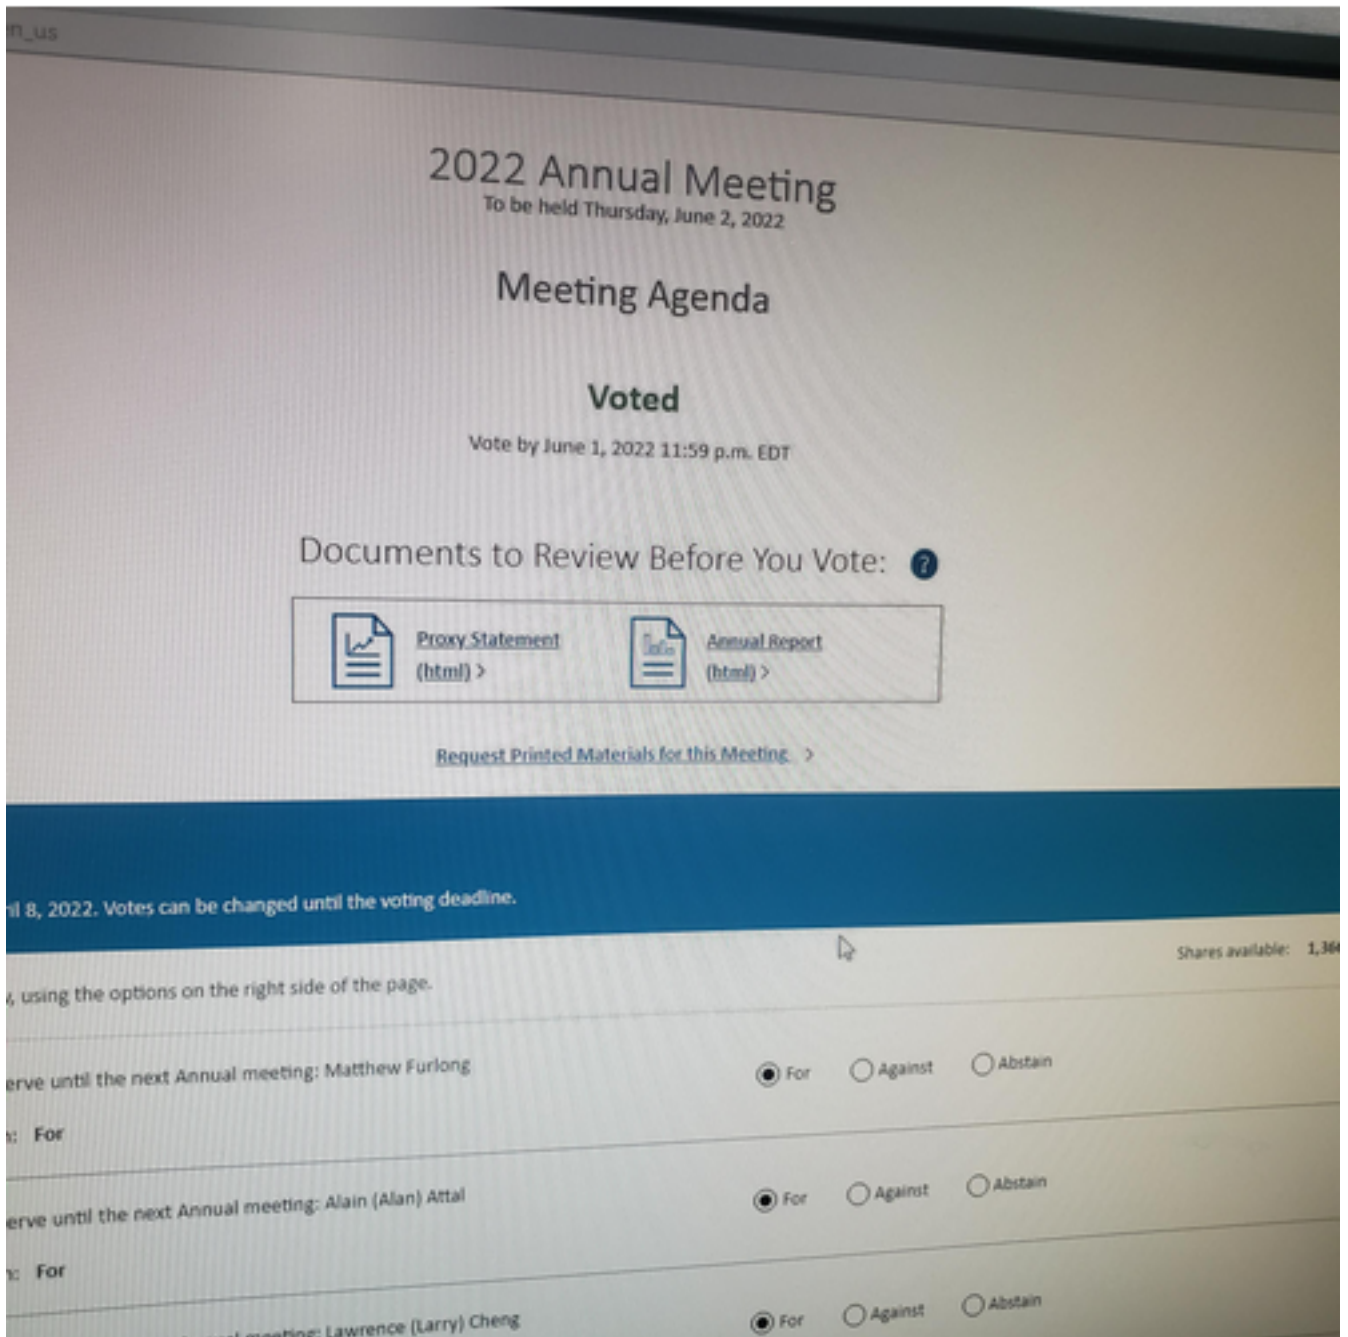 n_us
2022 Annual Meeting
To be held Thursday, June 2, 2022
Meeting Agenda
Voted
Vote by June 1, 2022 11:59 p.m. EDT
Documents to Review Before You Vote: ?
Proxy Statement
(html) >
Annual Report
(html) >
Request Printed Materials for this Meeting >
il 8, 2022. Votes can be changed until the voting deadline.
Shares available: 1,36
, using the options on the right side of the page.
erve until the next Annual meeting: Matthew Furlong For Against Abstain
: For
erve until the next Annual meeting: Alain (Alan) Attal For Against Abstain
: For
meeting: Lawrence (Larry) Cheng For Against Abstain